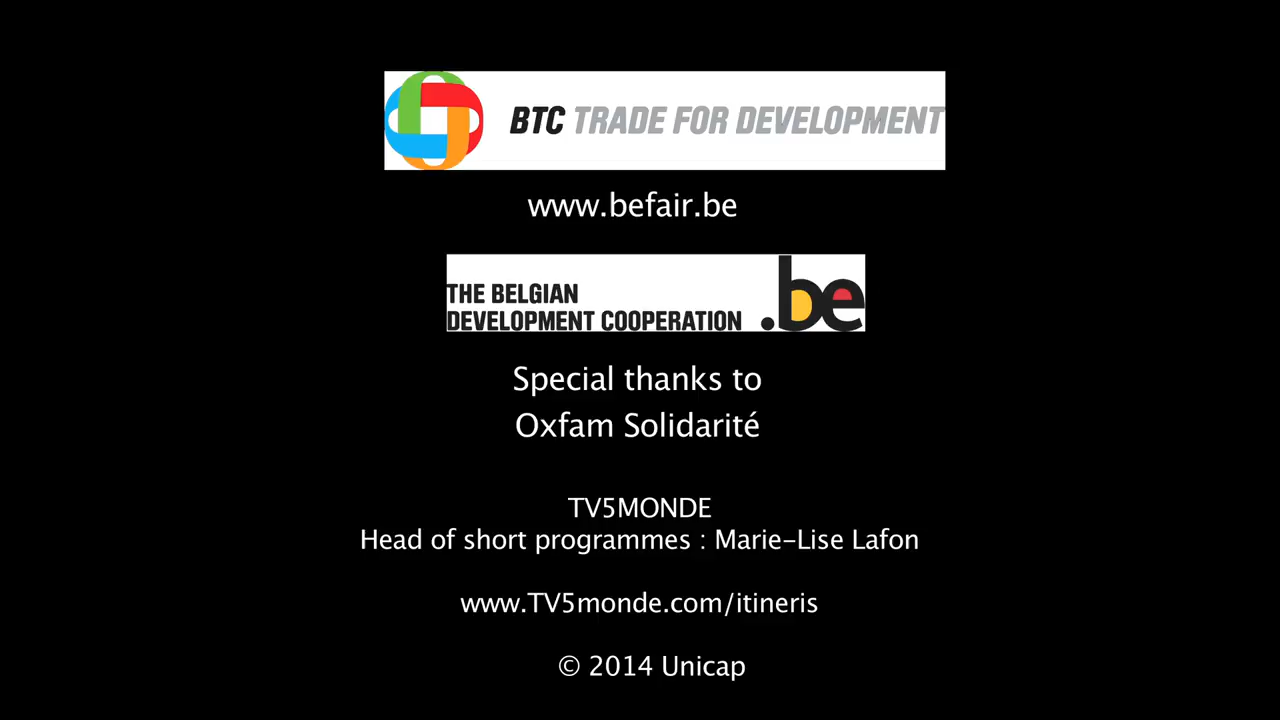 BTC TRADE FOR DEVELOPMENT
www.befair.be
THE BELGIAN
DEVELOPMENT COOPERATION .be
Special thanks to
Oxfam Solidarité
TV5MONDE
Head of short programmes : Marie-Lise Lafon
www.TV5monde.com/itineris
© 2014 Unicap